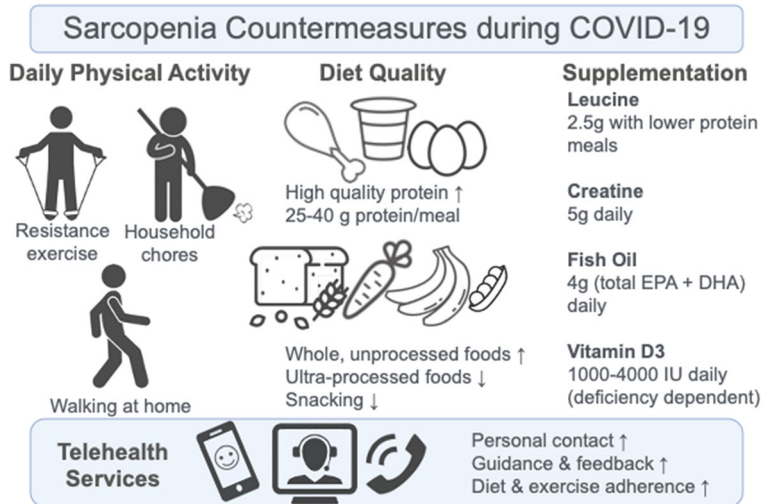 Sarcopenia Countermeasures during COVID-19
Daily Physical Activity
Resistance
exercise
Household
chores
Walking at home
Diet Quality
High quality protein ↑
25-40 g protein/meal
Whole, unprocessed foods ↑
Ultra-processed foods ↓
Snacking ↓
Supplementation
Leucine
2.5g with lower protein
meals
Creatine
5g daily
Fish Oil
4g (total EPA + DHA)
daily
Vitamin D3
1000-4000 IU daily
(deficiency dependent)
Telehealth
Services
Personal contact ↑
Guidance & feedback ↑
Diet & exercise adherence ↑